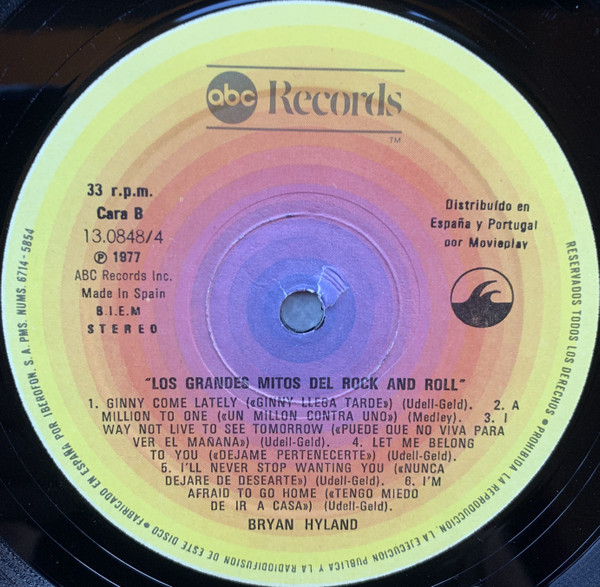 abc Records
TM
33 r.p.m.
Cara B
13.0848/4
Ⓟ 1977
ABC Records Inc.
Made In Spain
B.I.E.M
STEREO
Distribuído en
España y Portugal
por Movieplay
"LOS GRANDES MITOS DEL ROCK AND ROLL"
1. GINNY COME LATELY («GINNY LLEGA TARDE») (Udell-Geld). 2. A
MILLION TO ONE («UN MILLON CONTRA UNO») (Medley). 3. I
WAY NOT LIVE TO SEE TOMORROW («PUEDE QUE NO VIVA PARA
VER EL MAÑANA») (Udell-Geld). 4. LET ME BELONG
TO YOU («DEJAME PERTENECERTE») (Udell-Geld).
5. I'LL NEVER STOP WANTING YOU («NUNCA
DEJARE DE DESEARTE») (Udell-Geld). 6. I'M
AFRAID TO GO HOME («TENGO MIEDO
DE IR A CASA») (Udell-Geld).
BRYAN HYLAND
RESERVADOS TODOS LOS DERECHOS • PROHIBIDA LA REPRODUCCION, LA EJECUCION PUBLICA Y LA RADIODIFUSION DE ESTE DISCO • FABRICADO EN ESPAÑA POR IBEROFON, S. A. PMS. NUMS. 6714 - 5854